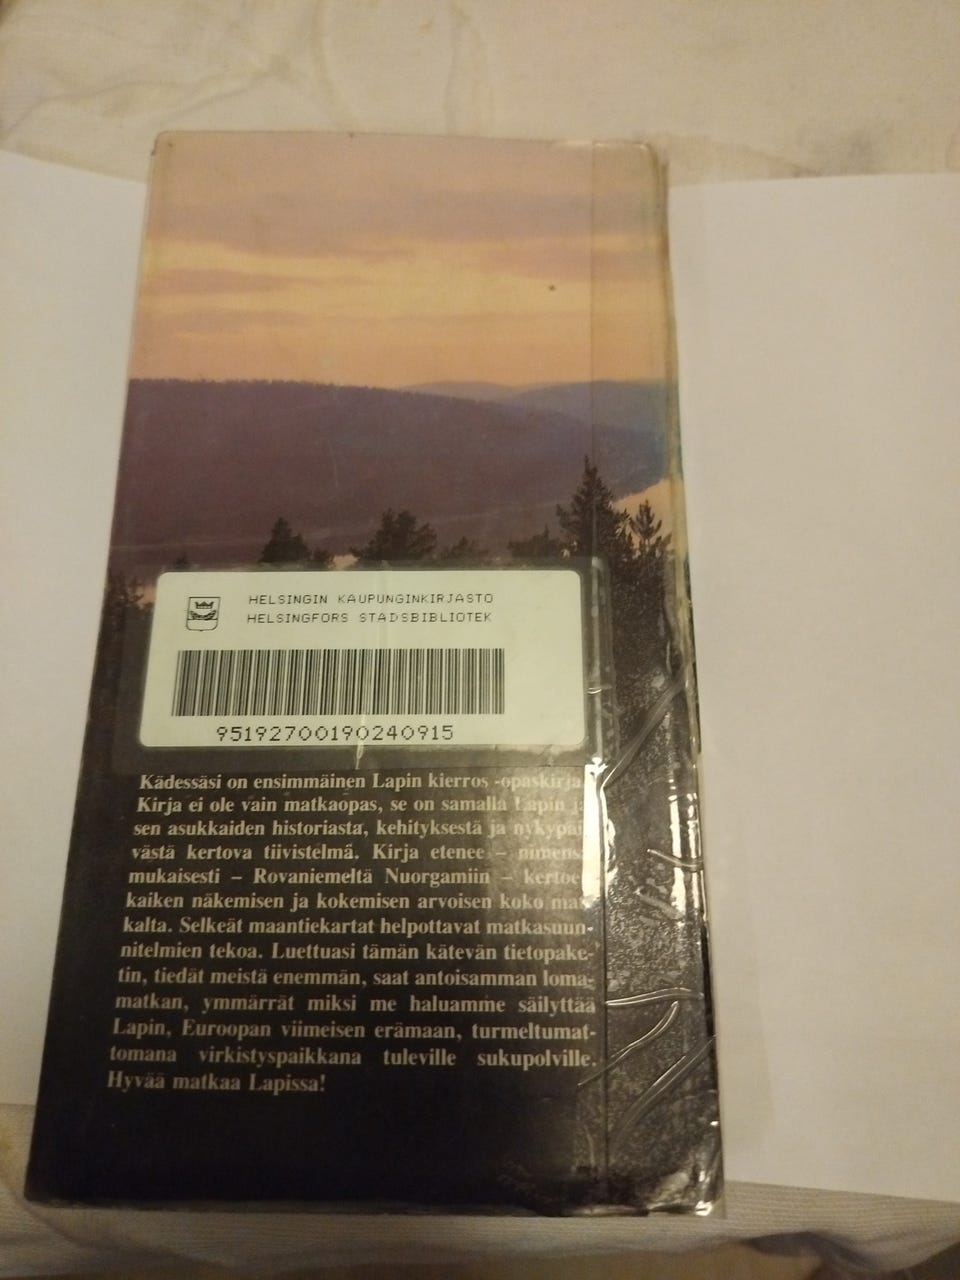 HELSINGIN KAUPUNGINKIRJASTO
HELSINGFORS STADSBIBLIOTEK
95192700190240915
Kädessäsi on ensimmäinen Lapin kierros -opaskirja.
Kirja ei ole vain matkaopas, se on samalla Lapin ja
sen asukkaiden historiasta, kehityksestä ja nykypäi-
västä kertova tiivistelmä. Kirja etenee – nimensä
mukaisesti – Rovaniemeltä Nuorgamiin – kertoen
kaiken näkemisen ja kokemisen arvoisen koko mat-
kalta. Selkeät maantiekartat helpottavat matkasuun-
nitelmien tekoa. Luettuasi tämän kätevän tietopake-
tin, tiedät meistä enemmän, saat antoisamman loma-
matkan, ymmärrät miksi me haluamme säilyttää
Lapin, Euroopan viimeisen erämaan, turmeltumat-
tomana virkistyspaikkana tuleville sukupolville.
Hyvää matkaa Lapissa!